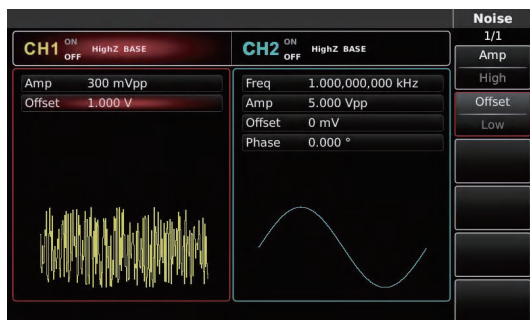 Noise
1/1
CH1 ON OFF HighZ BASE
CH2 ON OFF HighZ BASE
Amp 300 mVpp
Offset 1.000 V
Freq 1.000,000,000 kHz
Amp 5.000 Vpp
Offset 0 mV
Phase 0.000 °
Amp
High
Offset
Low